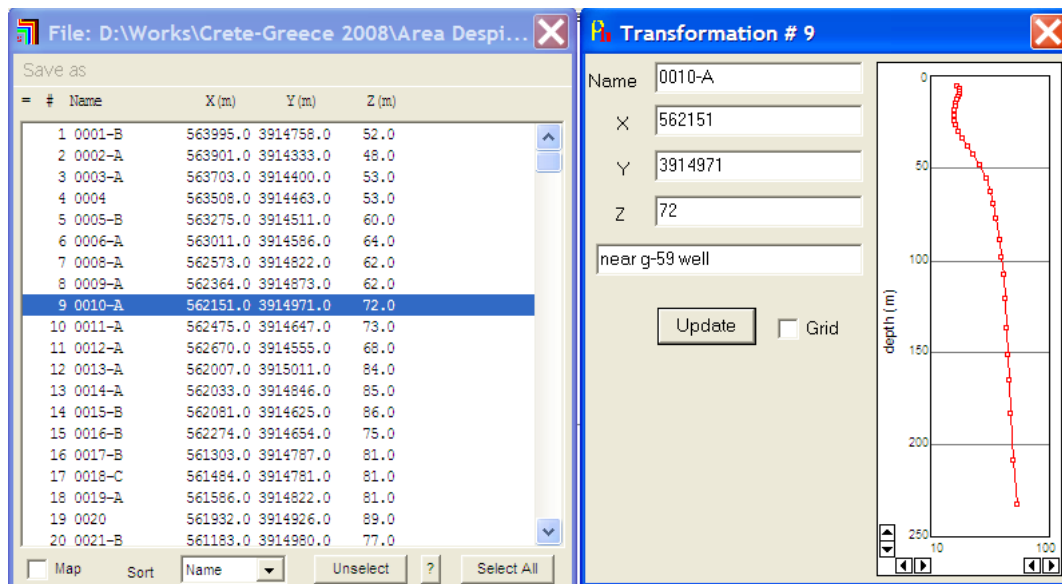 File: D:\Works\Crete-Greece 2008\Area Despi...
Save as
= # Name X (m) Y (m) Z (m)
1 0001-B 563995.0 3914758.0 52.0
2 0002-A 563901.0 3914333.0 48.0
3 0003-A 563703.0 3914400.0 53.0
4 0004 563508.0 3914463.0 53.0
5 0005-B 563275.0 3914511.0 60.0
6 0006-A 563011.0 3914586.0 64.0
7 0008-A 562573.0 3914822.0 62.0
8 0009-A 562364.0 3914873.0 62.0
9 0010-A 562151.0 3914971.0 72.0
10 0011-A 562475.0 3914647.0 73.0
11 0012-A 562670.0 3914555.0 68.0
12 0013-A 562007.0 3915011.0 84.0
13 0014-A 562033.0 3914846.0 85.0
14 0015-B 562081.0 3914625.0 86.0
15 0016-B 562274.0 3914654.0 75.0
16 0017-B 561303.0 3914787.0 81.0
17 0018-C 561484.0 3914781.0 81.0
18 0019-A 561586.0 3914822.0 81.0
19 0020 561932.0 3914926.0 89.0
20 0021-B 561183.0 3914980.0 77.0
Map Sort Name Unselect ? Select All
Transformation # 9
Name 0010-A
X 562151
Y 3914971
Z 72
near g-59 well
Update Grid
depth (m)
0
50
100
150
200
250
10 100